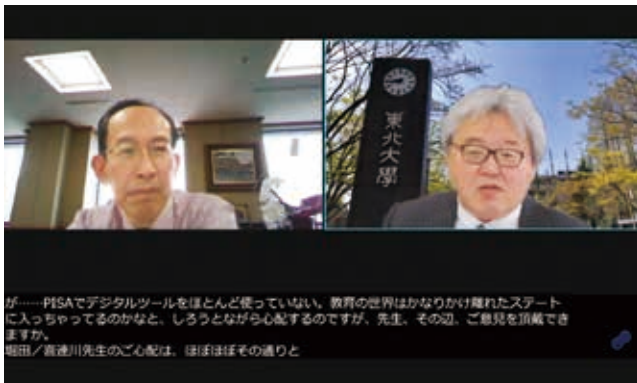 東北大學
が……PISAでデジタルツールをほとんど使っていない。教育の世界はかなりかけ離れたステート
に入っちゃってるのかなと、しろうとながら心配するのですが、先生、その辺、ご意見を頂戴でき
ますか。
堀田／喜連川先生のご心配は、ほぼほぼその通りと